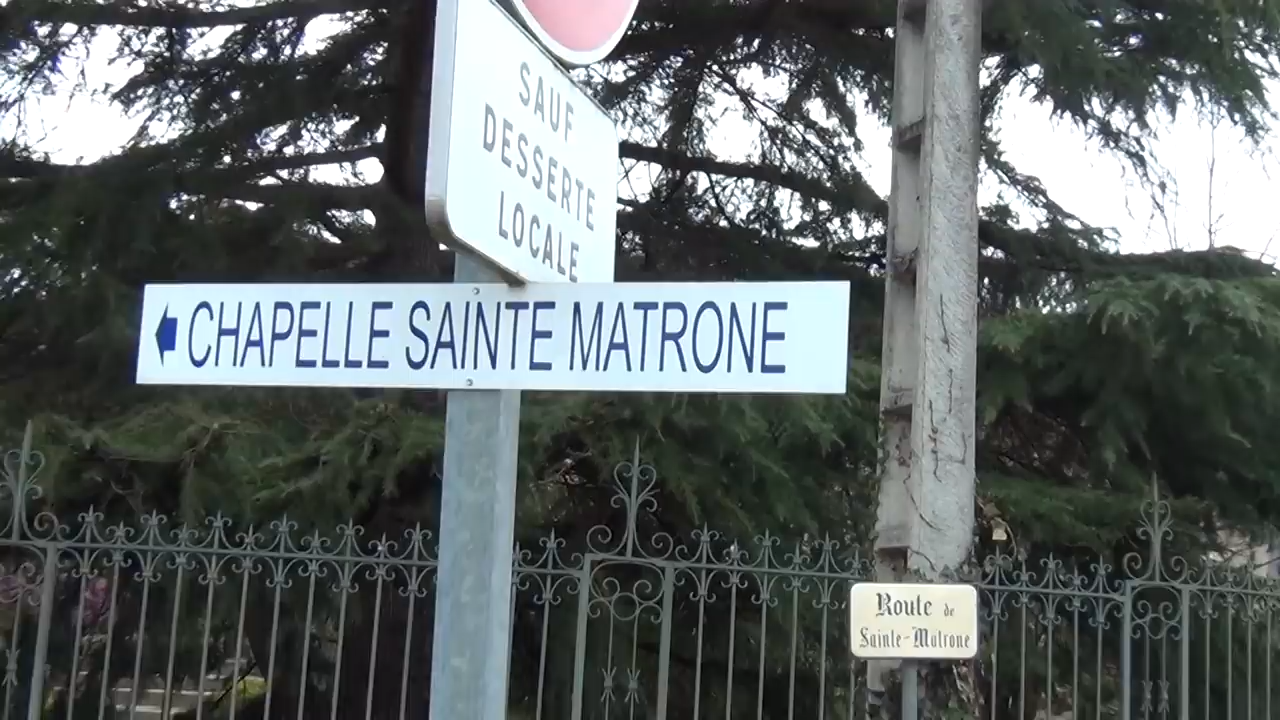 SAUF
DESSERTE
LOCALE
CHAPELLE SAINTE MATRONE
Route de
Sainte-Matrone